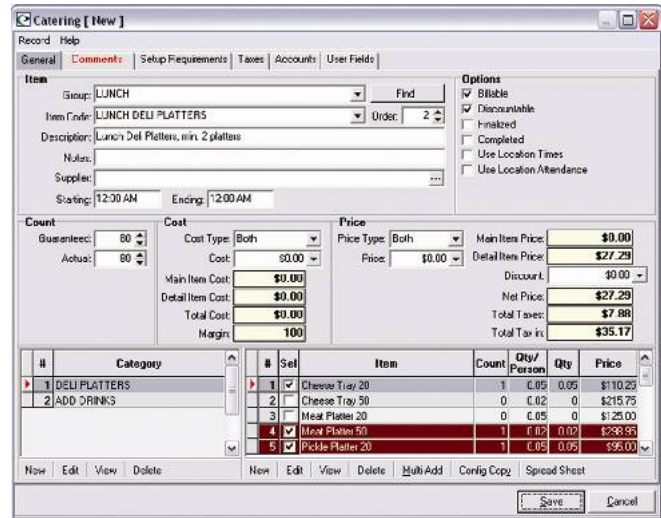 Catering [ New ]
Record Help
General Comments Setup Requirements Taxes Accounts User Fields
Item
Group: LUNCH Find
Item Code: LUNCH DELI PLATTERS Order: 2
Description: Lunch Deli Platters, min. 2 platters
Notes:
Supplier: ...
Starting: 12:00 AM Ending: 12:00 AM
Options
Billable
Discountable
Finalized
Completed
Use Location Times
Use Location Attendance
Count
Guaranteed: 80
Actual: 80
Cost
Cost Type: Both
Cost: $0.00
Main Item Cost: $0.00
Detail Item Cost: $0.00
Total Cost: $0.00
Margin: 100
Price
Price Type: Both
Price: $0.00
Main Item Price: $0.00
Detail Item Price: $27.29
Discount: $0.00
Net Price: $27.29
Total Taxes: $7.88
Total Tax in: $35.17
# Category
1 DELI PLATTERS
2 ADD DRINKS
New Edit View Delete
# Sel Item Count Qty/Person Qty Price
1 Cheese Tray 20 1 0.05 0.05 $110.25
2 Cheese Tray 50 0 0.02 0 $215.75
3 Meat Platter 20 0 0.05 0 $125.00
4 Meat Platter 50 1 0.02 0.02 $298.95
5 Pickle Platter 20 1 0.05 0.05 $95.00
New Edit View Delete Multi Add Config Copy Spread Sheet
Save Cancel